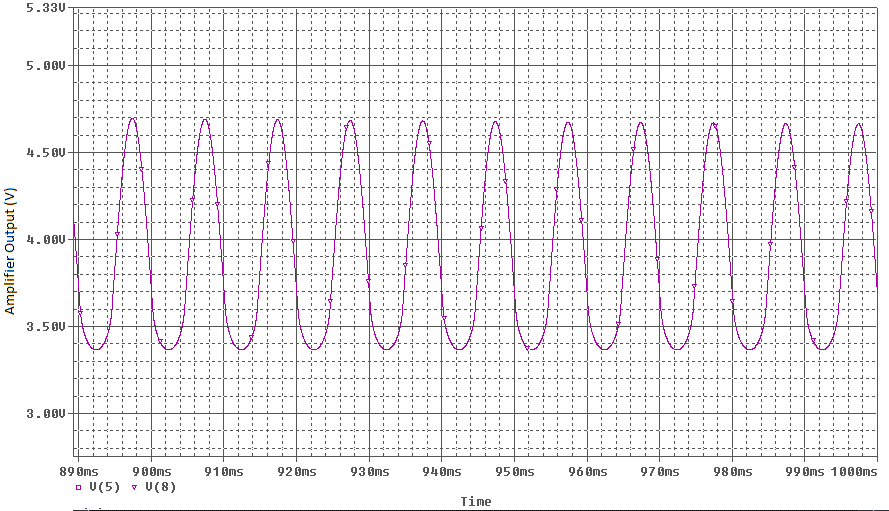 5.33V
5.00V
4.50V
4.00V
3.50V
3.00V
Amplifier Output (V)
890ms 900ms 910ms 920ms 930ms 940ms 950ms 960ms 970ms 980ms 990ms 1000ms
V(5) V(8)
Time